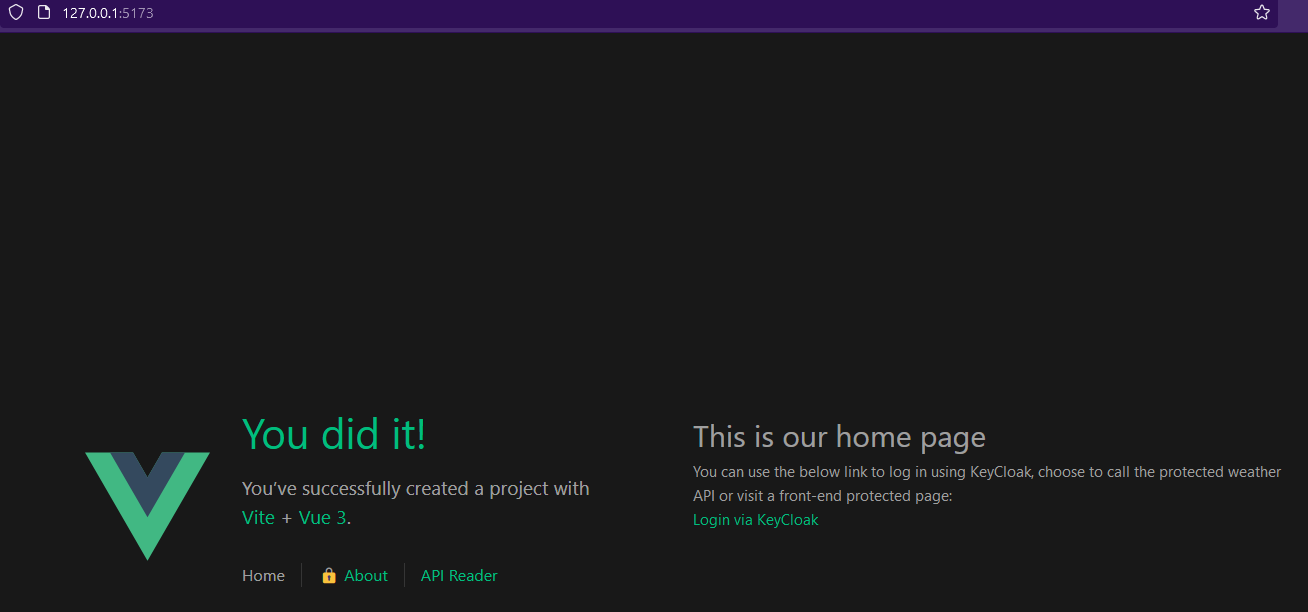 127.0.0.1:5173
You did it!
You’ve successfully created a project with
Vite + Vue 3.
Home
About
API Reader
This is our home page
You can use the below link to log in using KeyCloak, choose to call the protected weather
API or visit a front-end protected page:
Login via KeyCloak